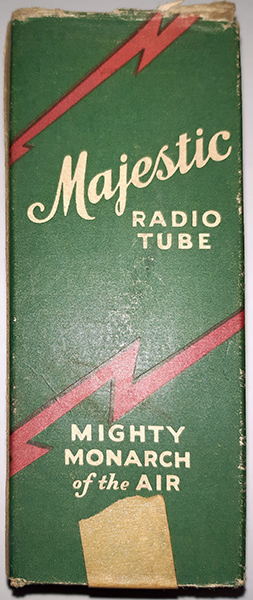 Majestic
RADIO
TUBE
MIGHTY
MONARCH
of the AIR